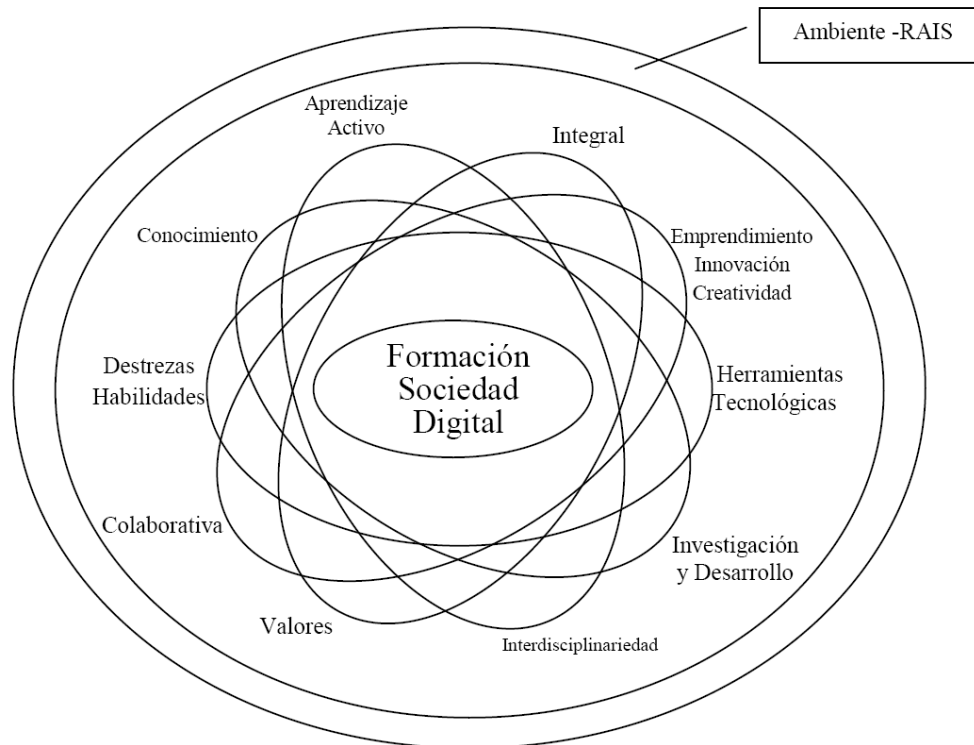 Ambiente -RAIS
Aprendizaje
Activo
Integral
Conocimiento
Emprendimiento
Innovación
Creatividad
Formación
Sociedad
Digital
Destrezas
Habilidades
Herramientas
Tecnológicas
Colaborativa
Investigación
y Desarrollo
Valores
Interdisciplinariedad